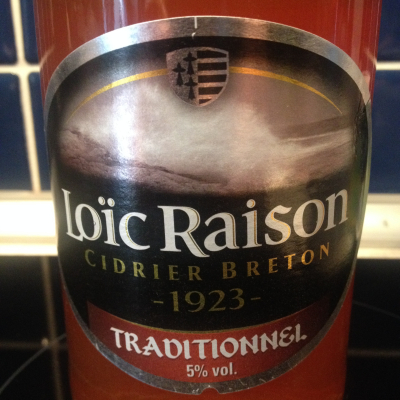 Loïc Raison
CIDRIER BRETON
-1923-
TRADITIONNEL
5% vol.